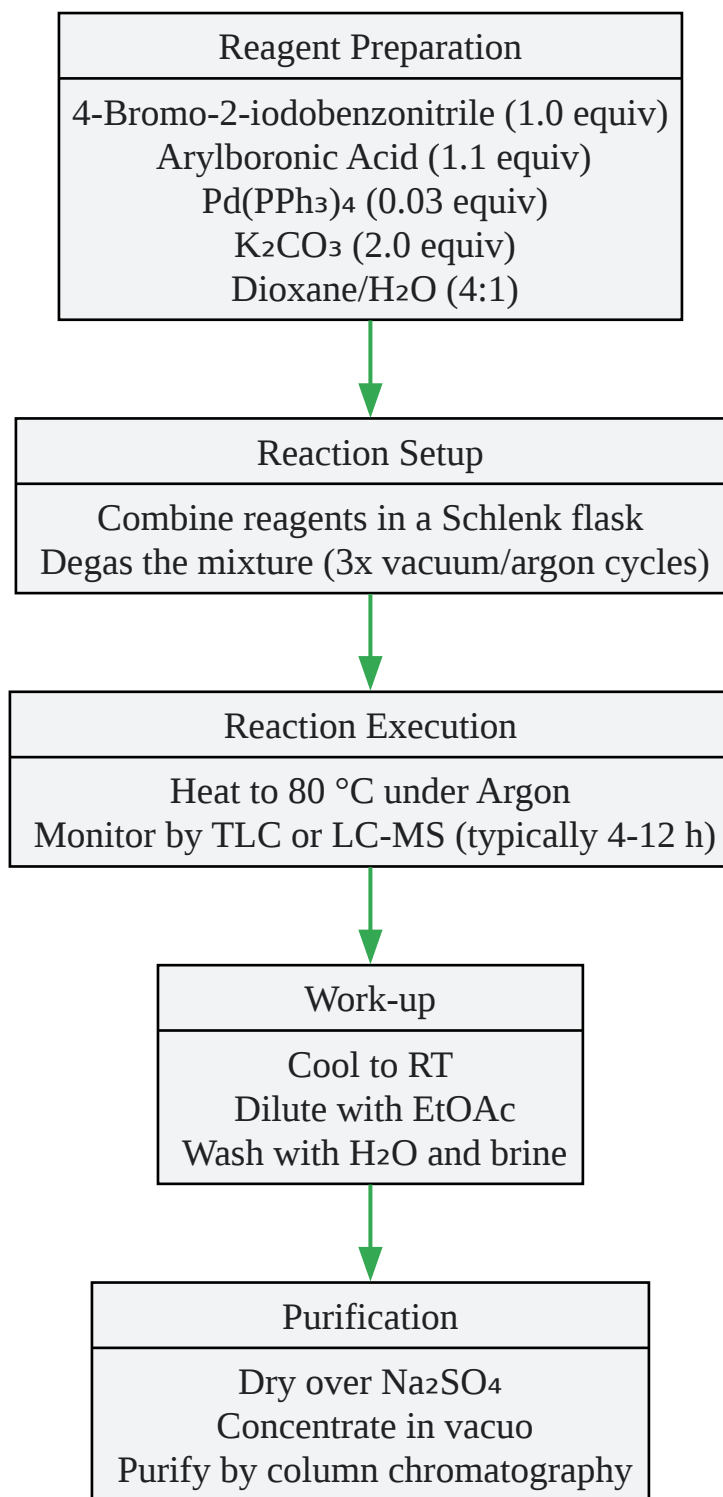 Reagent Preparation
4-Bromo-2-iodobenzonitrile (1.0 equiv)
Arylboronic Acid (1.1 equiv)
Pd(PPh₃)₄ (0.03 equiv)
K₂CO₃ (2.0 equiv)
Dioxane/H₂O (4:1)
Reaction Setup
Combine reagents in a Schlenk flask
Degas the mixture (3x vacuum/argon cycles)
Reaction Execution
Heat to 80 °C under Argon
Monitor by TLC or LC-MS (typically 4-12 h)
Work-up
Cool to RT
Dilute with EtOAc
Wash with H₂O and brine
Purification
Dry over Na₂SO₄
Concentrate in vacuo
Purify by column chromatography